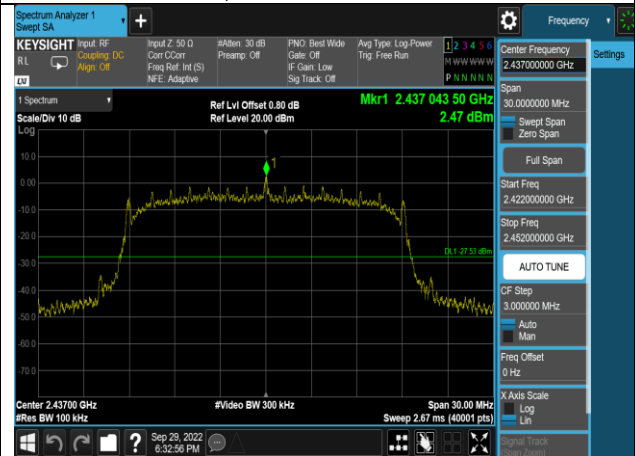 Spectrum Analyzer 1
Swept SA
+
Frequency
KEYSIGHT
RL
LXI
Input: RF
Coupling: DC
Align: Off
Input Z: 50 Ω
Corr CCorr
Freq Ref: Int (S)
NFE: Adaptive
#Atten: 30 dB
Preamp: Off
PNO: Best Wide
Gate: Off
IF Gain: Low
Sig Track: Off
Avg Type: Log-Power
Trig: Free Run
1 2 3 4 5 6
M W W W W W
P N N N N N
1 Spectrum
Scale/Div 10 dB
Log
Ref Lvl Offset 0.80 dB
Ref Level 20.00 dBm
Mkr1 2.437 043 50 GHz
2.47 dBm
1
10.0
0.00
-10.0
-20.0
DL1 -27.53 dBm
-30.0
-40.0
-50.0
-60.0
-70.0
Center 2.43700 GHz
#Res BW 100 kHz
#Video BW 300 kHz
Span 30.00 MHz
Sweep 2.67 ms (40001 pts)
Sep 29, 2022
6:32:56 PM
?
Center Frequency
2.437000000 GHz
Span
30.0000000 MHz
Swept Span
Zero Span
Full Span
Start Freq
2.422000000 GHz
Stop Freq
2.452000000 GHz
AUTO TUNE
CF Step
3.000000 MHz
Auto
Man
Freq Offset
0 Hz
X Axis Scale
Log
Lin
Signal Track
(Span Zoom)
Settings